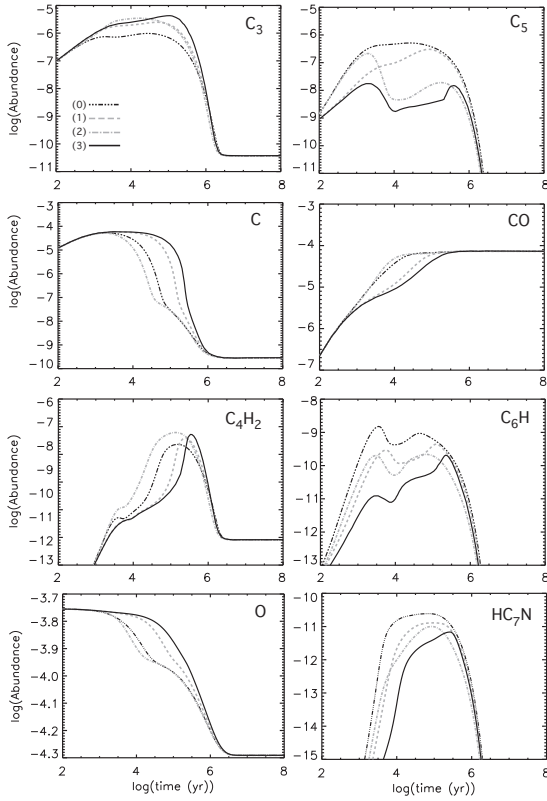 C3
log(Abundance)
−5
−6
−7
−8
−9
−10
−11
(0)
(1)
(2)
(3)
2 4 6 8
C5
−5
−6
−7
−8
−9
−10
−11
2 4 6 8
C
log(Abundance)
−3
−4
−5
−6
−7
−8
−9
−10
2 4 6 8
CO
−3
−4
−5
−6
−7
2 4 6 8
C4H2
log(Abundance)
−6
−7
−8
−9
−10
−11
−12
−13
2 4 6 8
C6H
−8
−9
−10
−11
−12
−13
2 4 6 8
O
log(Abundance)
−3.7
−3.8
−3.9
−4.0
−4.1
−4.2
−4.3
2 4 6 8
log(time (yr))
HC7N
−10
−11
−12
−13
−14
−15
2 4 6 8
log(time (yr))